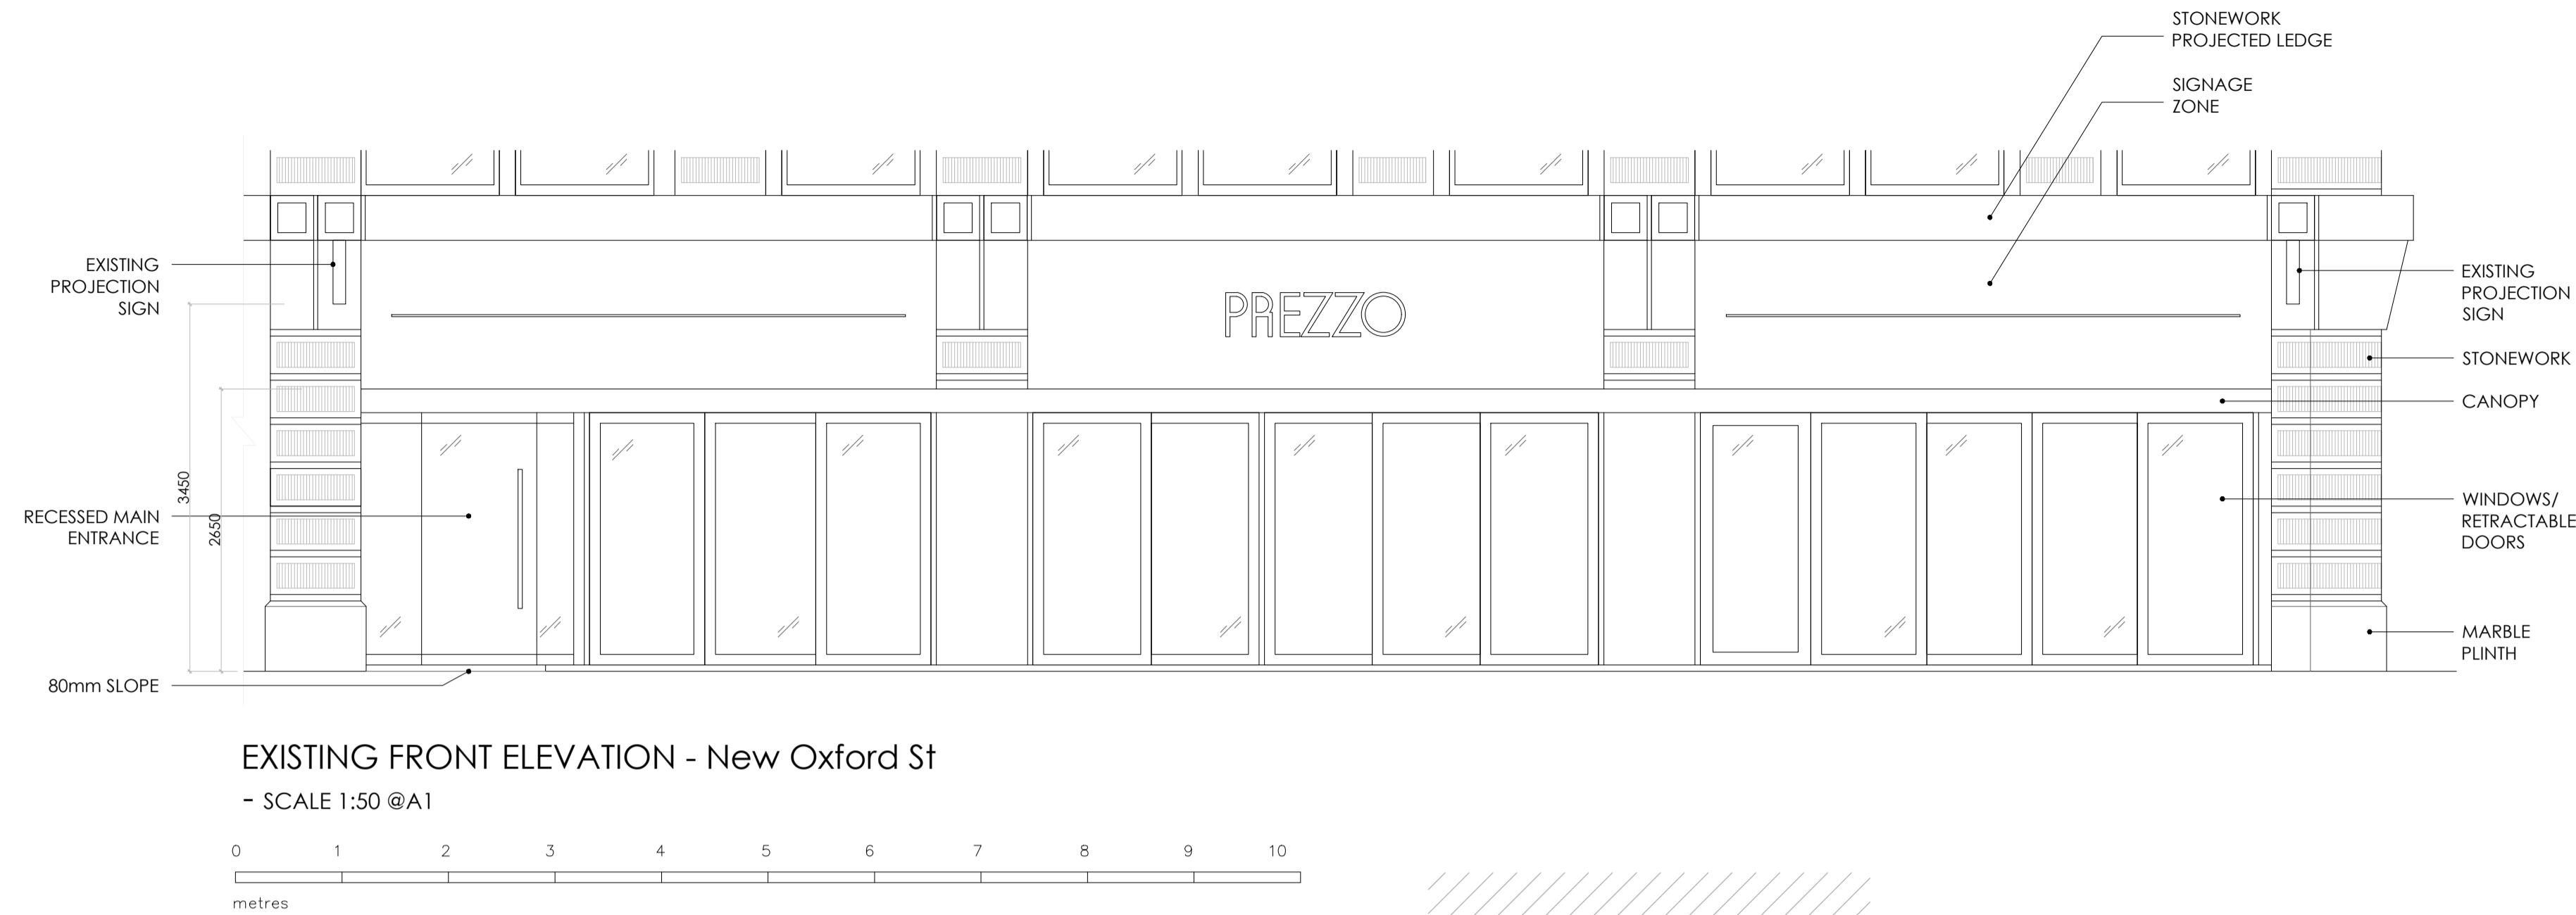 STONEWORK
PROJECTED LEDGE
SIGNAGE
ZONE
EXISTING
PROJECTION
SIGN
PREZZO
EXISTING
PROJECTION
SIGN
STONEWORK
CANOPY
3450
2650
RECESSED MAIN
ENTRANCE
WINDOWS/
RETRACTABLE
DOORS
MARBLE
PLINTH
80mm SLOPE
EXISTING FRONT ELEVATION - New Oxford St
- SCALE 1:50 @A1
0 1 2 3 4 5 6 7 8 9 10
metres